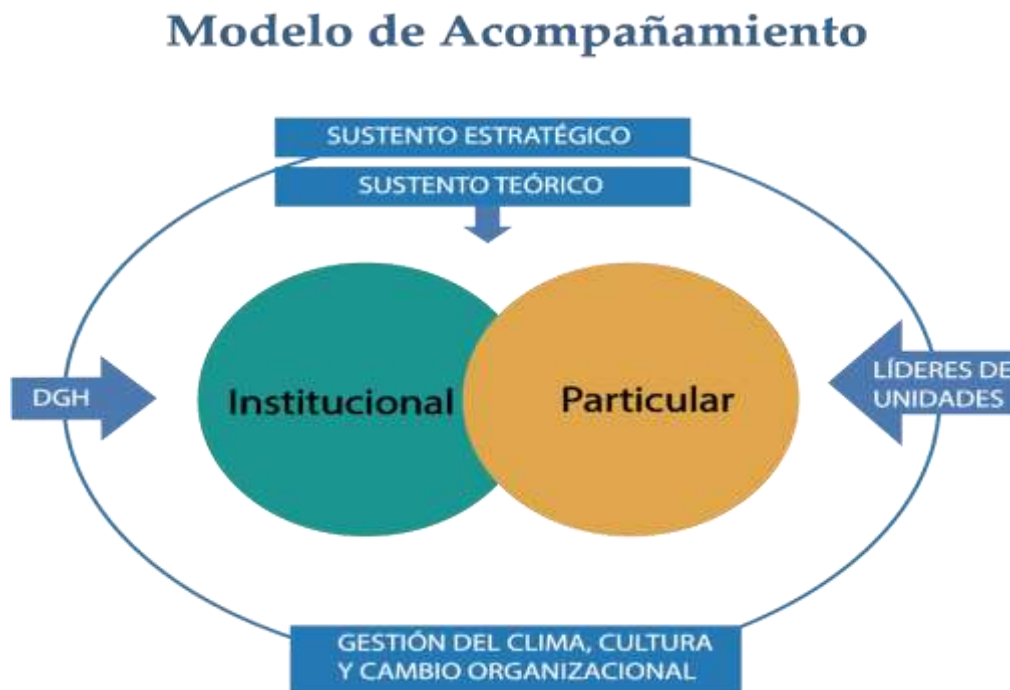 Modelo de Acompañamiento
SUSTENTO ESTRATÉGICO
SUSTENTO TEÓRICO
Institucional
Particular
DGH
LÍDERES DE
UNIDADES
GESTIÓN DEL CLIMA, CULTURA
Y CAMBIO ORGANIZACIONAL